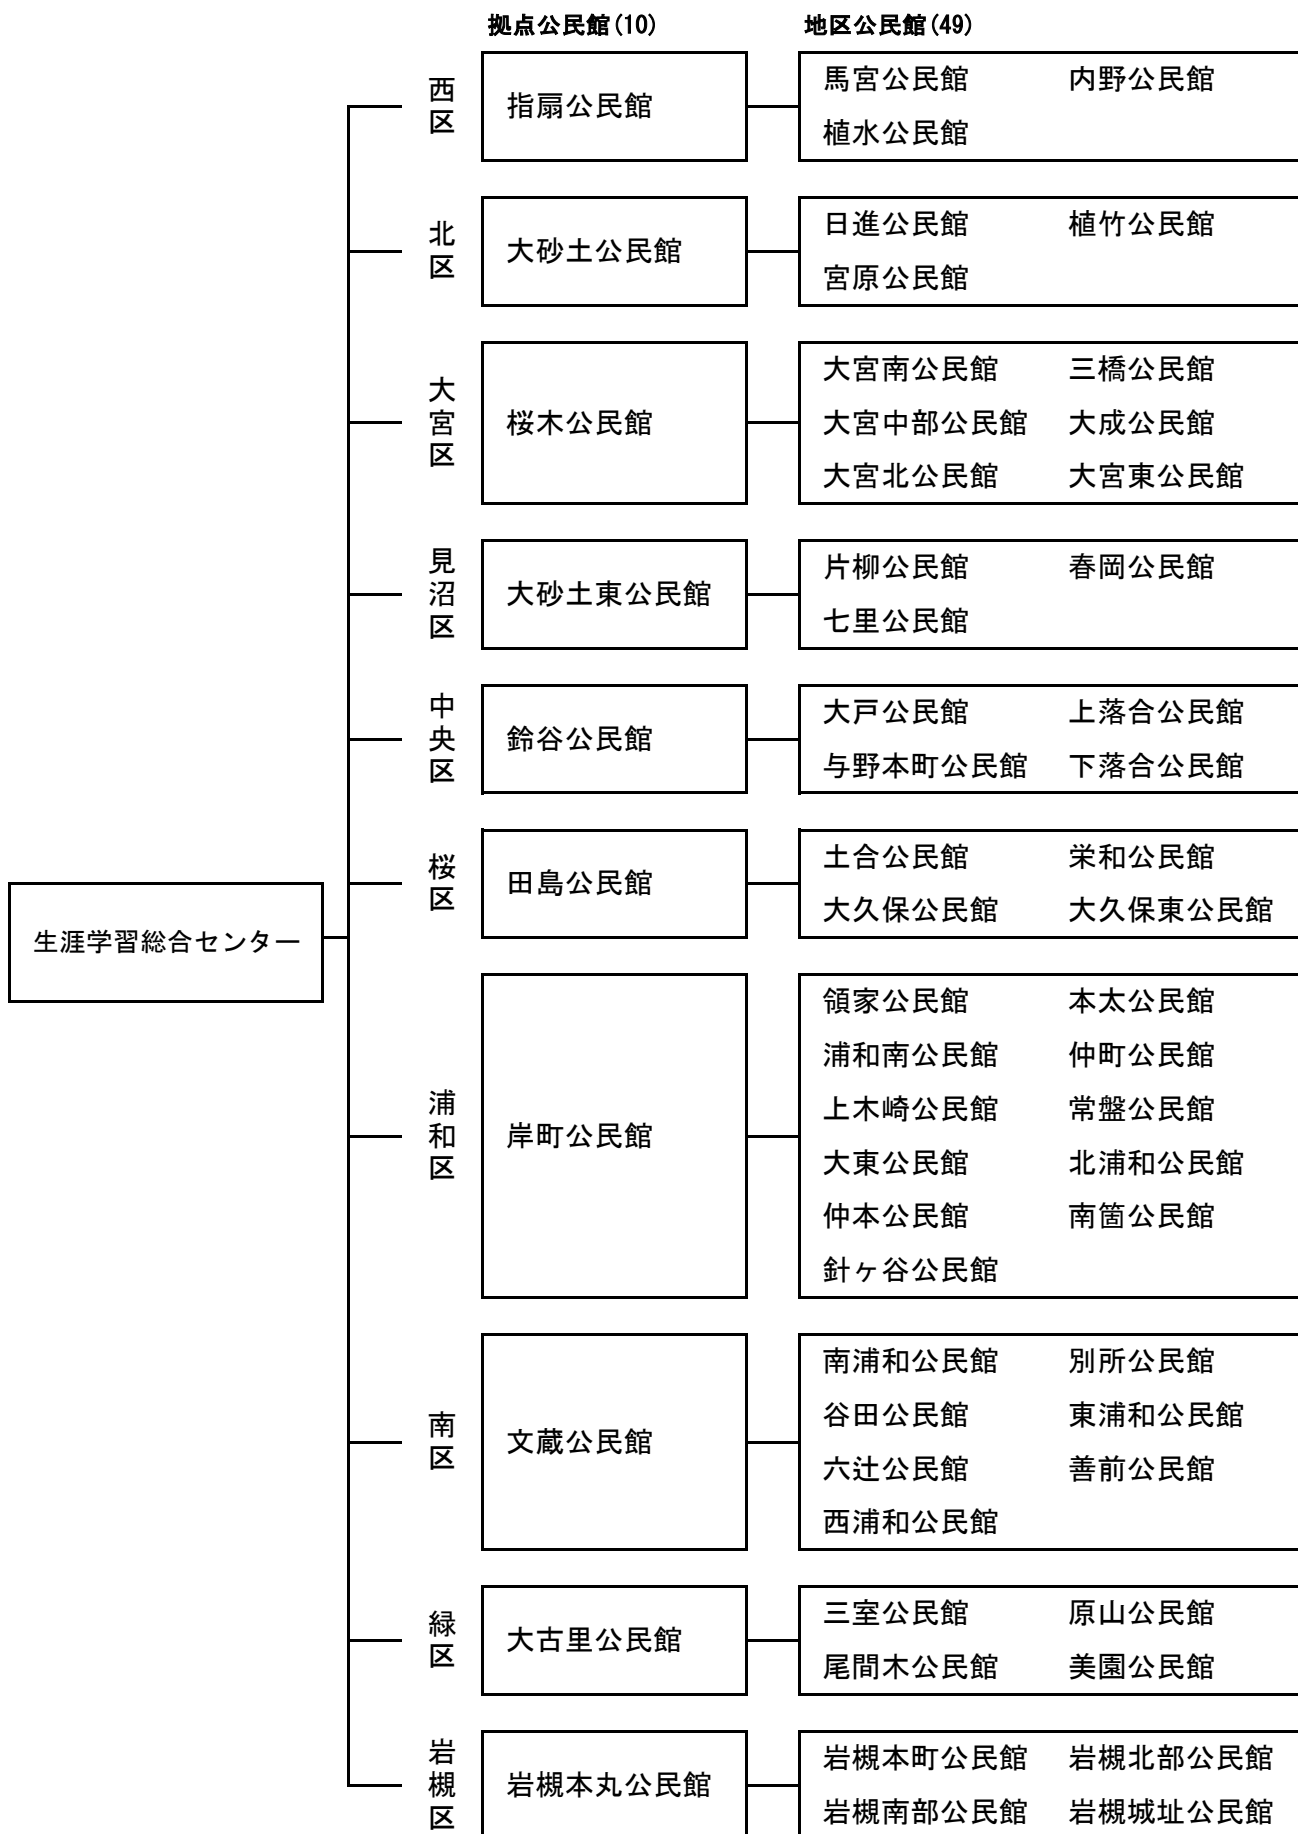 拠点公民館(10) 地区公民館(49)
西区 指扇公民館 馬宮公民館 内野公民館
植水公民館
北区 大砂土公民館 日進公民館 植竹公民館
宮原公民館
大宮区 桜木公民館 大宮南公民館 三橋公民館
大宮中部公民館 大成公民館
大宮北公民館 大宮東公民館
見沼区 大砂土東公民館 片柳公民館 春岡公民館
七里公民館
中央区 鈴谷公民館 大戸公民館 上落合公民館
与野本町公民館 下落合公民館
桜区 田島公民館 土合公民館 栄和公民館
大久保公民館 大久保東公民館
生涯学習総合センター
浦和区 岸町公民館 領家公民館 本太公民館
浦和南公民館 仲町公民館
上木崎公民館 常盤公民館
大東公民館 北浦和公民館
仲本公民館 南箇公民館
針ヶ谷公民館
南区 文蔵公民館 南浦和公民館 別所公民館
谷田公民館 東浦和公民館
六辻公民館 善前公民館
西浦和公民館
緑区 大古里公民館 三室公民館 原山公民館
尾間木公民館 美園公民館
岩槻区 岩槻本丸公民館 岩槻本町公民館 岩槻北部公民館
岩槻南部公民館 岩槻城址公民館